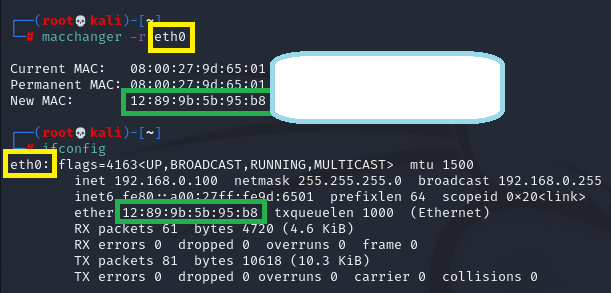 ┌──(root💀kali)-[~]
└─# macchanger -r eth0
Current MAC: 08:00:27:9d:65:01
Permanent MAC: 08:00:27:9d:65:01
New MAC: 12:89:9b:5b:95:b8
┌──(root💀kali)-[~]
└─# ifconfig
eth0: flags=4163<UP,BROADCAST,RUNNING,MULTICAST> mtu 1500
inet 192.168.0.100 netmask 255.255.255.0 broadcast 192.168.0.255
inet6 fe80::a00:27ff:fe9d:6501 prefixlen 64 scopeid 0×20<link>
ether 12:89:9b:5b:95:b8 txqueuelen 1000 (Ethernet)
RX packets 61 bytes 4720 (4.6 KiB)
RX errors 0 dropped 0 overruns 0 frame 0
TX packets 81 bytes 10618 (10.3 KiB)
TX errors 0 dropped 0 overruns 0 carrier 0 collisions 0